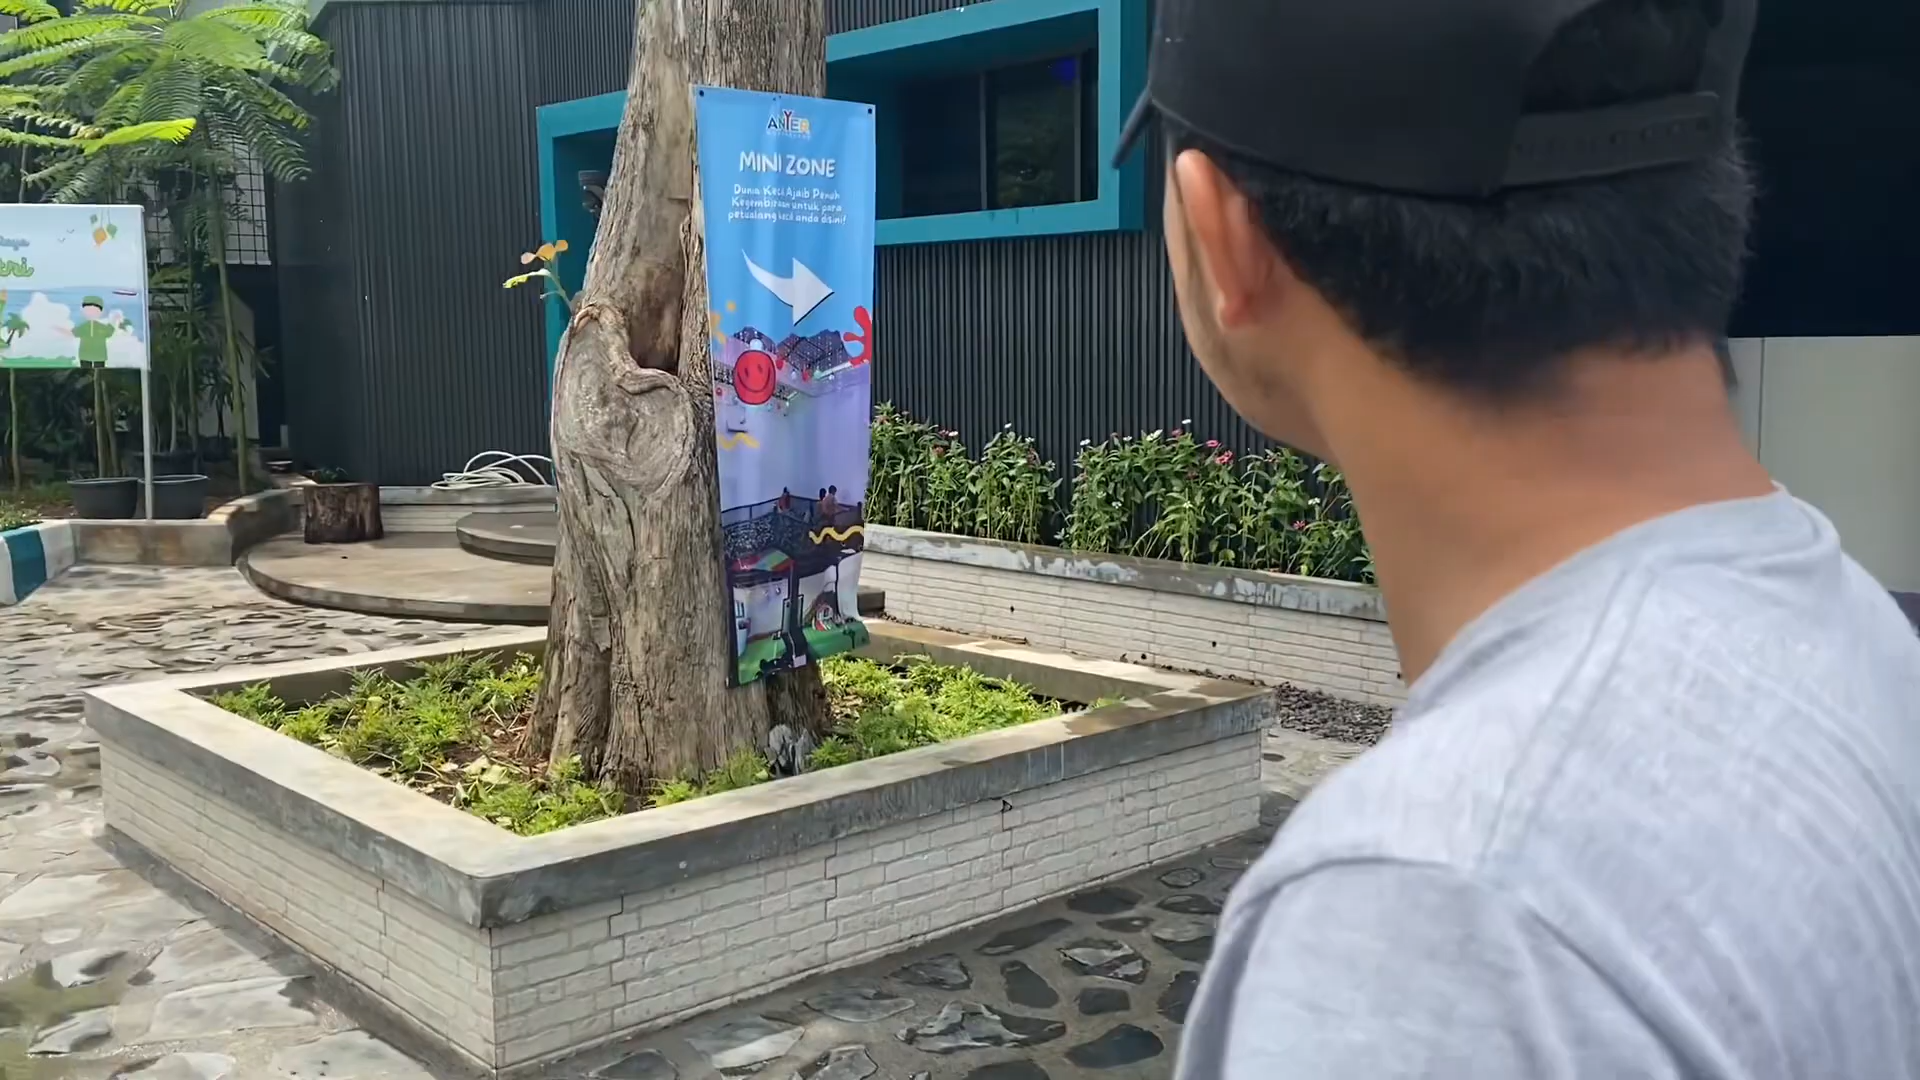 ANYER
MINI ZONE
Dunia Kecil Ajaib Penuh
Kegembiraan untuk para
petualang kecil anda disini!